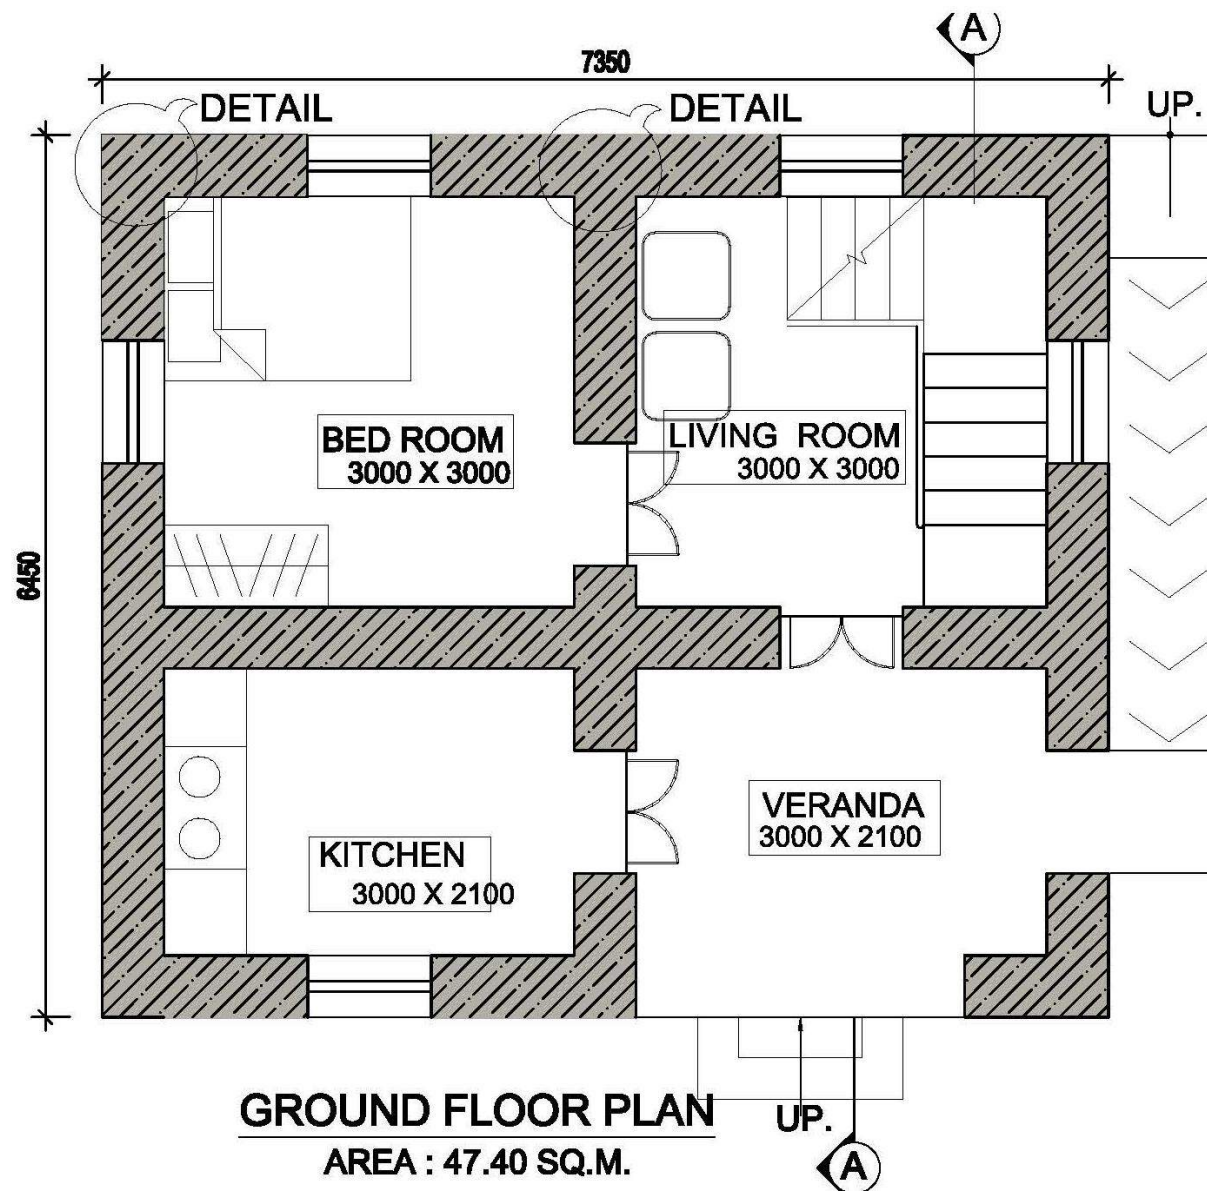 A
7350
DETAIL
DETAIL
UP.
BED ROOM
3000 X 3000
LIVING ROOM
3000 X 3000
6450
VERANDA
3000 X 2100
KITCHEN
3000 X 2100
GROUND FLOOR PLAN
UP.
AREA : 47.40 SQ.M.
A